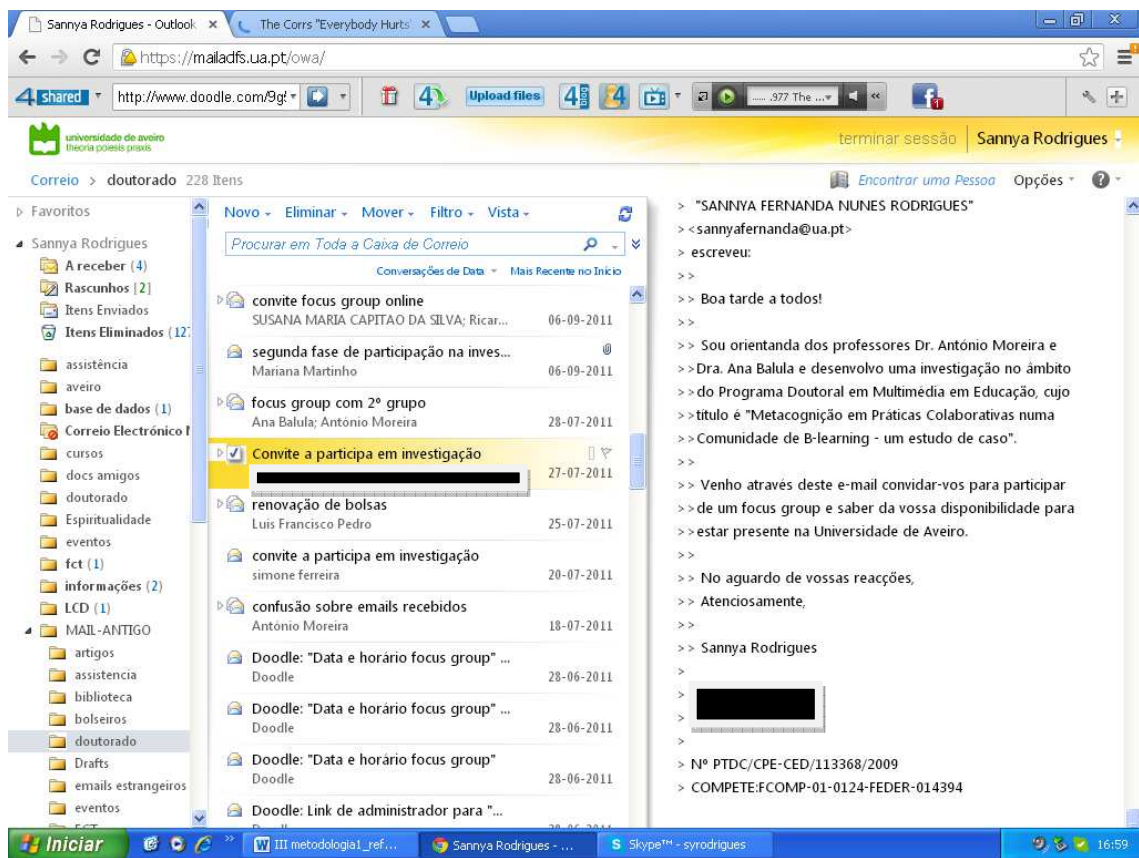 Sannya Rodrigues - Outlook
The Corrs "Everybody Hurts'
https://mailadfs.ua.pt/owa/
4 shared
http://www.doodle.com/9g
Upload files
..... .977 The ...
universidade de aveiro
theoria poiesis praxis
terminar sessão
Sannya Rodrigues
Correio > doutorado 228 Itens
Encontrar uma Pessoa
Opções
Favoritos
Sannya Rodrigues
A receber (4)
Rascunhos [2]
Itens Enviados
Itens Eliminados (127
assistência
aveiro
base de dados (1)
Correio Electrónico
cursos
docs amigos
doutorado
Espiritualidade
eventos
fct (1)
informações (2)
LCD (1)
MAIL-ANTIGO
artigos
assistencia
biblioteca
bolseiros
doutorado
Drafts
emails estrangeiros
eventos
Novo Eliminar Mover Filtro Vista
Procurar em Toda a Caixa de Correio
Conversações de Data Mais Recente no Início
convite focus group online
SUSANA MARIA CAPITAO DA SILVA; Ricar... 06-09-2011
segunda fase de participação na inves...
Mariana Martinho 06-09-2011
focus group com 2º grupo
Ana Balula; António Moreira 28-07-2011
Convite a participa em investigação
27-07-2011
renovação de bolsas
Luis Francisco Pedro 25-07-2011
convite a participa em investigação
simone ferreira 20-07-2011
confusão sobre emails recebidos
António Moreira 18-07-2011
Doodle: "Data e horário focus group" ...
Doodle 28-06-2011
Doodle: "Data e horário focus group" ...
Doodle 28-06-2011
Doodle: "Data e horário focus group"
Doodle 28-06-2011
Doodle: Link de administrador para "...
> "SANNYA FERNANDA NUNES RODRIGUES"
> <sannyafernanda@ua.pt>
> escreveu:
>>
>> Boa tarde a todos!
>>
>> Sou orientanda dos professores Dr. António Moreira e
>>Dra. Ana Balula e desenvolvo uma investigação no âmbito
>>do Programa Doutoral em Multimédia em Educação, cujo
>>título é "Metacognição em Práticas Colaborativas numa
>>Comunidade de B-learning - um estudo de caso".
>>
>> Venho através deste e-mail convidar-vos para participar
>>de um focus group e saber da vossa disponibilidade para
>>estar presente na Universidade de Aveiro.
>>
>> No aguardo de vossas reacções,
>> Atenciosamente,
>>
>> Sannya Rodrigues
>
>
>
>
> Nº PTDC/CPE-CED/113368/2009
> COMPETE:FCOMP-01-0124-FEDER-014394
Iniciar
III metodologia1_ref...
Sannya Rodrigues - ...
Skype™ - syrodrigues
16:59